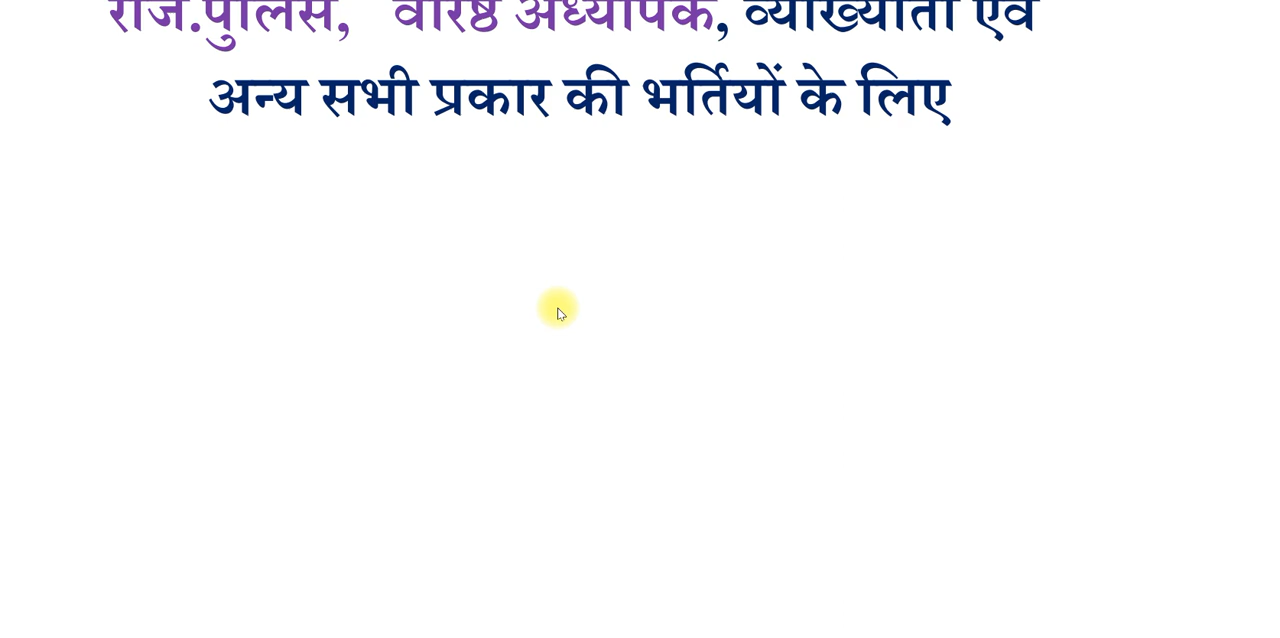 राज.पुलिस, वरिष्ठ अध्यापक, व्याख्याता एवं
अन्य सभी प्रकार की भर्तियों के लिए